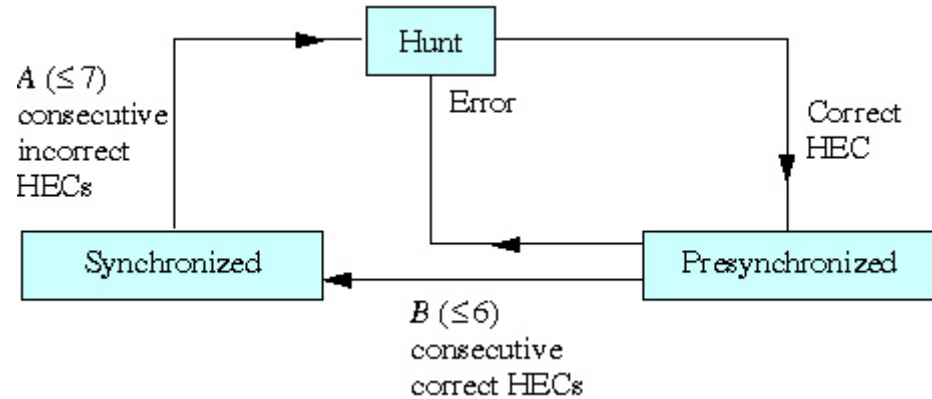 Hunt
A (≤ 7)
consecutive
incorrect
HECs
Error
Correct
HEC
Synchronized
Presynchronized
B (≤6)
consecutive
correct HECs